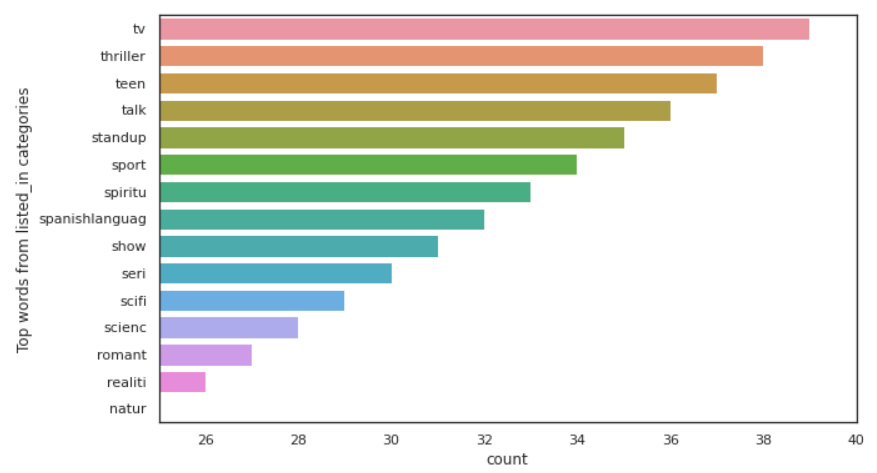 Top words from listed_in categories
tv
thriller
teen
talk
standup
sport
spiritu
spanishlanguag
show
seri
scifi
scienc
romant
realiti
natur
26 28 30 32 34 36 38 40
count